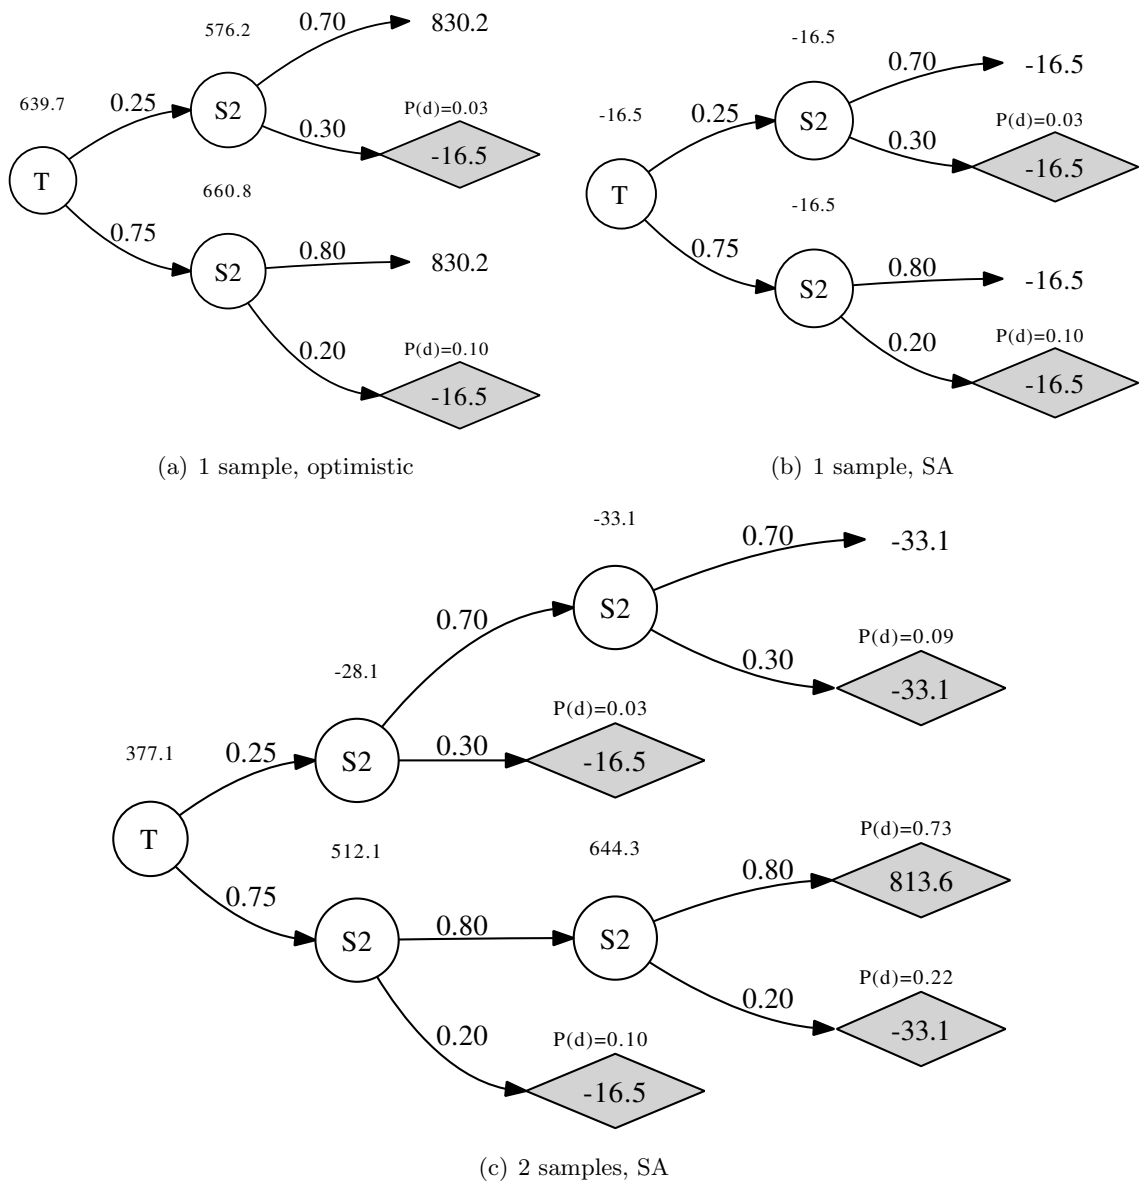 576.2
0.70
830.2
639.7
0.25
S2
P(d)=0.03
0.30
-16.5
T
660.8
0.75
0.80
830.2
S2
0.20
P(d)=0.10
-16.5
(a) 1 sample, optimistic
-16.5
0.70
-16.5
-16.5
0.25
S2
P(d)=0.03
0.30
-16.5
T
-16.5
0.75
0.80
-16.5
S2
0.20
P(d)=0.10
-16.5
(b) 1 sample, SA
-33.1
0.70
-33.1
S2
0.70
P(d)=0.09
0.30
-33.1
-28.1
P(d)=0.03
377.1
0.25
S2
0.30
-16.5
T
512.1
644.3
P(d)=0.73
0.75
0.80
813.6
S2
0.80
S2
P(d)=0.22
0.20
-33.1
0.20
P(d)=0.10
-16.5
(c) 2 samples, SA